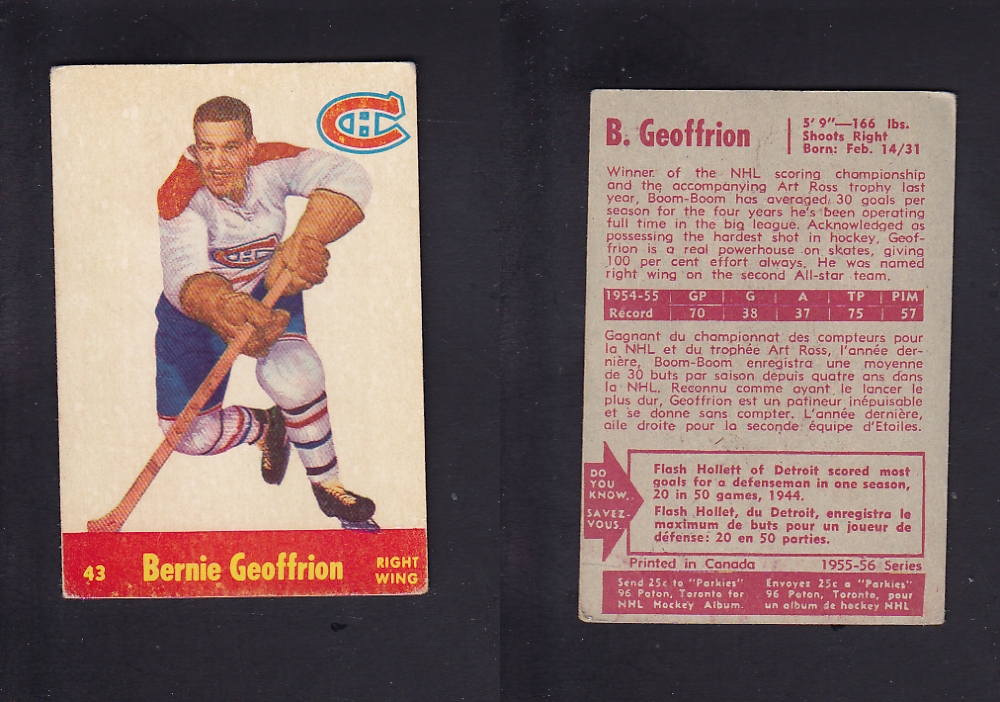 43
Bernie Geoffrion
RIGHT
WING
B. Geoffrion
5' 9"—166 lbs.
Shoots Right
Born: Feb. 14/31
Winner of the NHL scoring championship
and the accompanying Art Ross trophy last
year, Boom-Boom has averaged 30 goals per
season for the four years he's been operating
full time in the big league. Acknowledged as
possessing the hardest shot in hockey, Geof-
frion is a real powerhouse on skates, giving
100 per cent effort always. He was named
right wing on the second All-star team.
1954-55 GP G A TP PIM
Record 70 38 37 75 57
Gagnant du championnat des compteurs pour
la NHL et du trophée Art Ross, l'année der-
nière, Boom-Boom enregistra une moyenne
de 30 buts par saison depuis quatre ans dans
la NHL. Reconnu comme ayant le lancer le
plus dur, Geoffrion est un patineur inépuisable
et se donne sans compter. L'année dernière,
aile droite pour la seconde équipe d'Etoiles.
DO
YOU
KNOW..
SAVEZ-
VOUS.
Flash Hollett of Detroit scored most
goals for a defenseman in one season,
20 in 50 games, 1944.
Flash Hollet, du Detroit, enregistra le
maximum de buts pour un joueur de
défense: 20 en 50 parties.
Printed in Canada 1955-56 Series
Send 25c to "Parkies"
96 Paton, Toronto for
NHL Hockey Album.
Envoyez 25c a "Parkies"
96 Paton, Toronto, pour
un album de hockey NHL